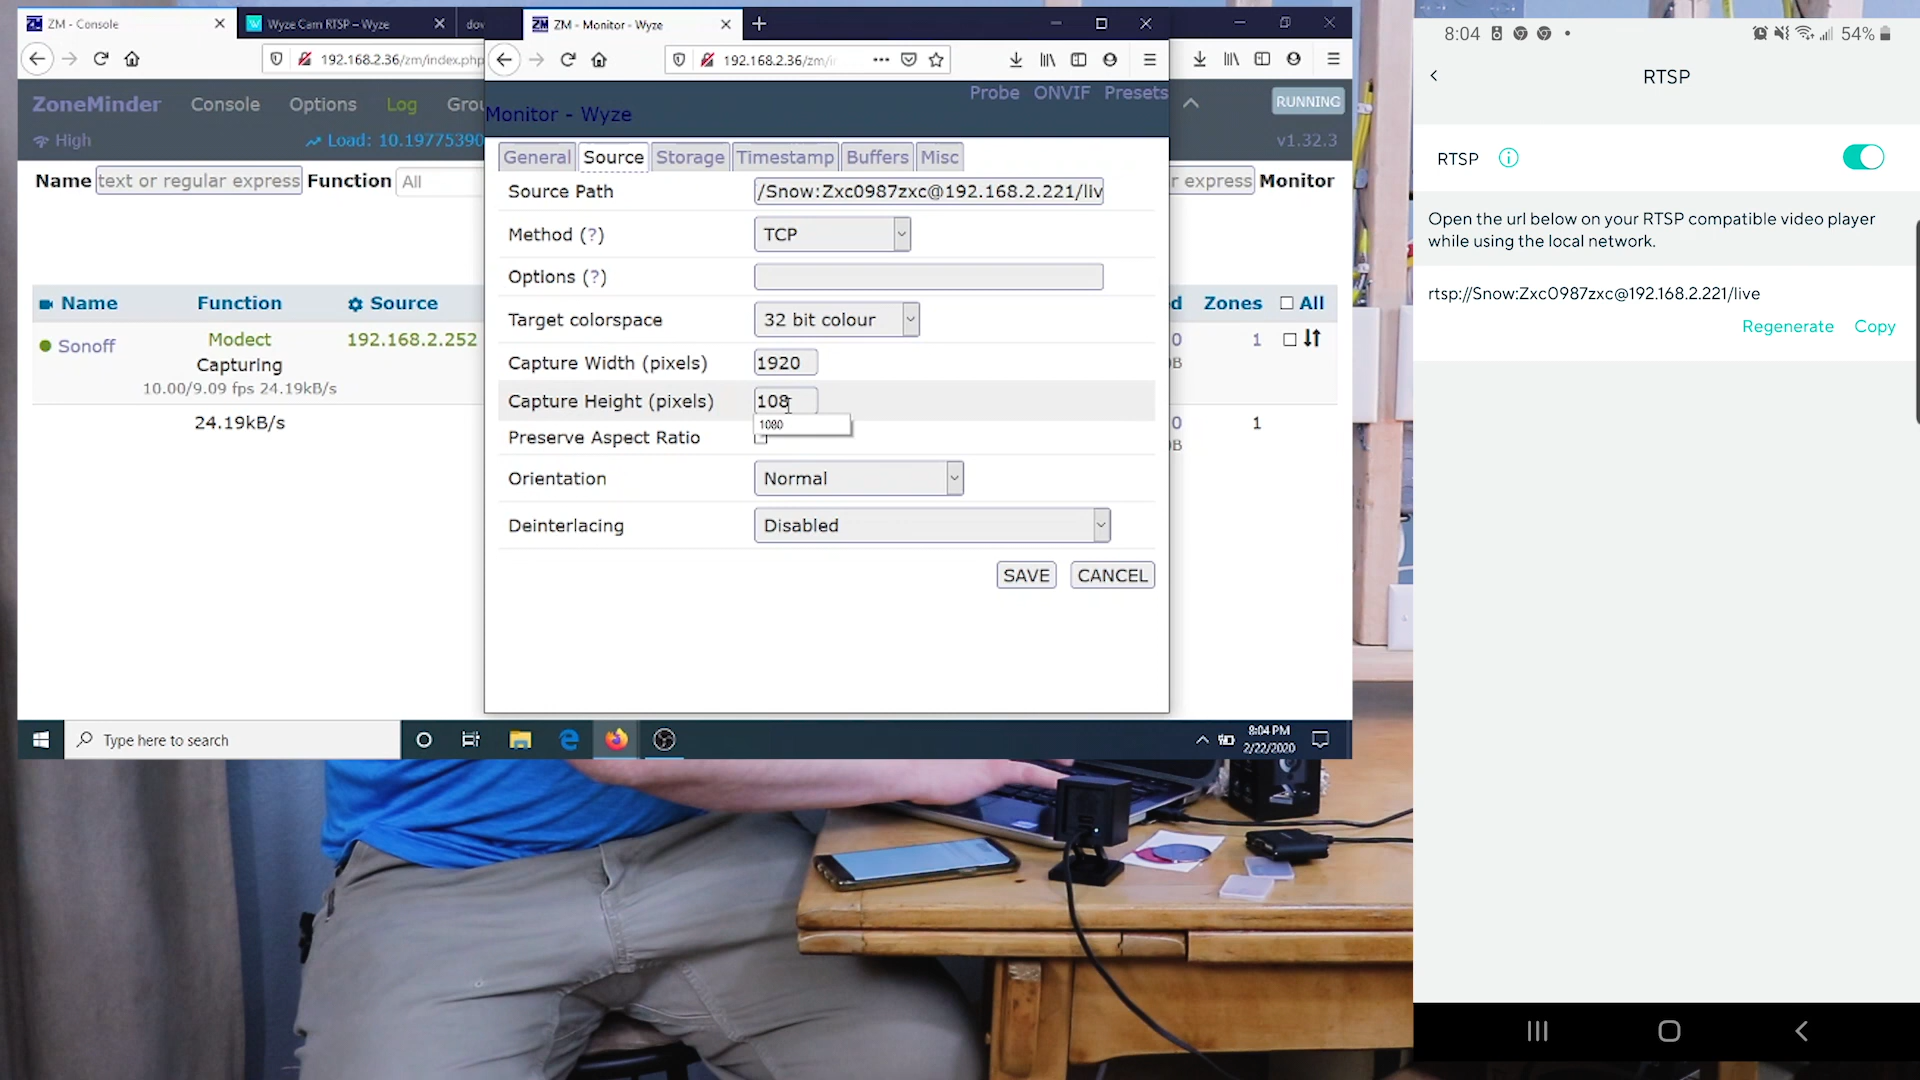 ZM - Console
Wyze Cam RTSP – Wyze
dov
ZM - Monitor - Wyze
192.168.2.36/zm/index.php
192.168.2.36/zm/i
ZoneMinder Console Options Log Grou
High Load: 10.19775390
Probe ONVIF Presets
Monitor - Wyze
RUNNING
v1.32.3
Name text or regular express Function All
r express Monitor
Name Function Source
d Zones All
Sonoff Modect 192.168.2.252
Capturing
10.00/9.09 fps 24.19kB/s
0 1
B
24.19kB/s
0 1
B
General Source Storage Timestamp Buffers Misc
Source Path /Snow:Zxc0987zxc@192.168.2.221/liv
Method (?) TCP
Options (?)
Target colorspace 32 bit colour
Capture Width (pixels) 1920
Capture Height (pixels) 108
1080
Preserve Aspect Ratio
Orientation Normal
Deinterlacing Disabled
SAVE CANCEL
Type here to search
8:04 PM
2/22/2020
8:04 54%
RTSP
RTSP
Open the url below on your RTSP compatible video player
while using the local network.
rtsp://Snow:Zxc0987zxc@192.168.2.221/live
Regenerate Copy